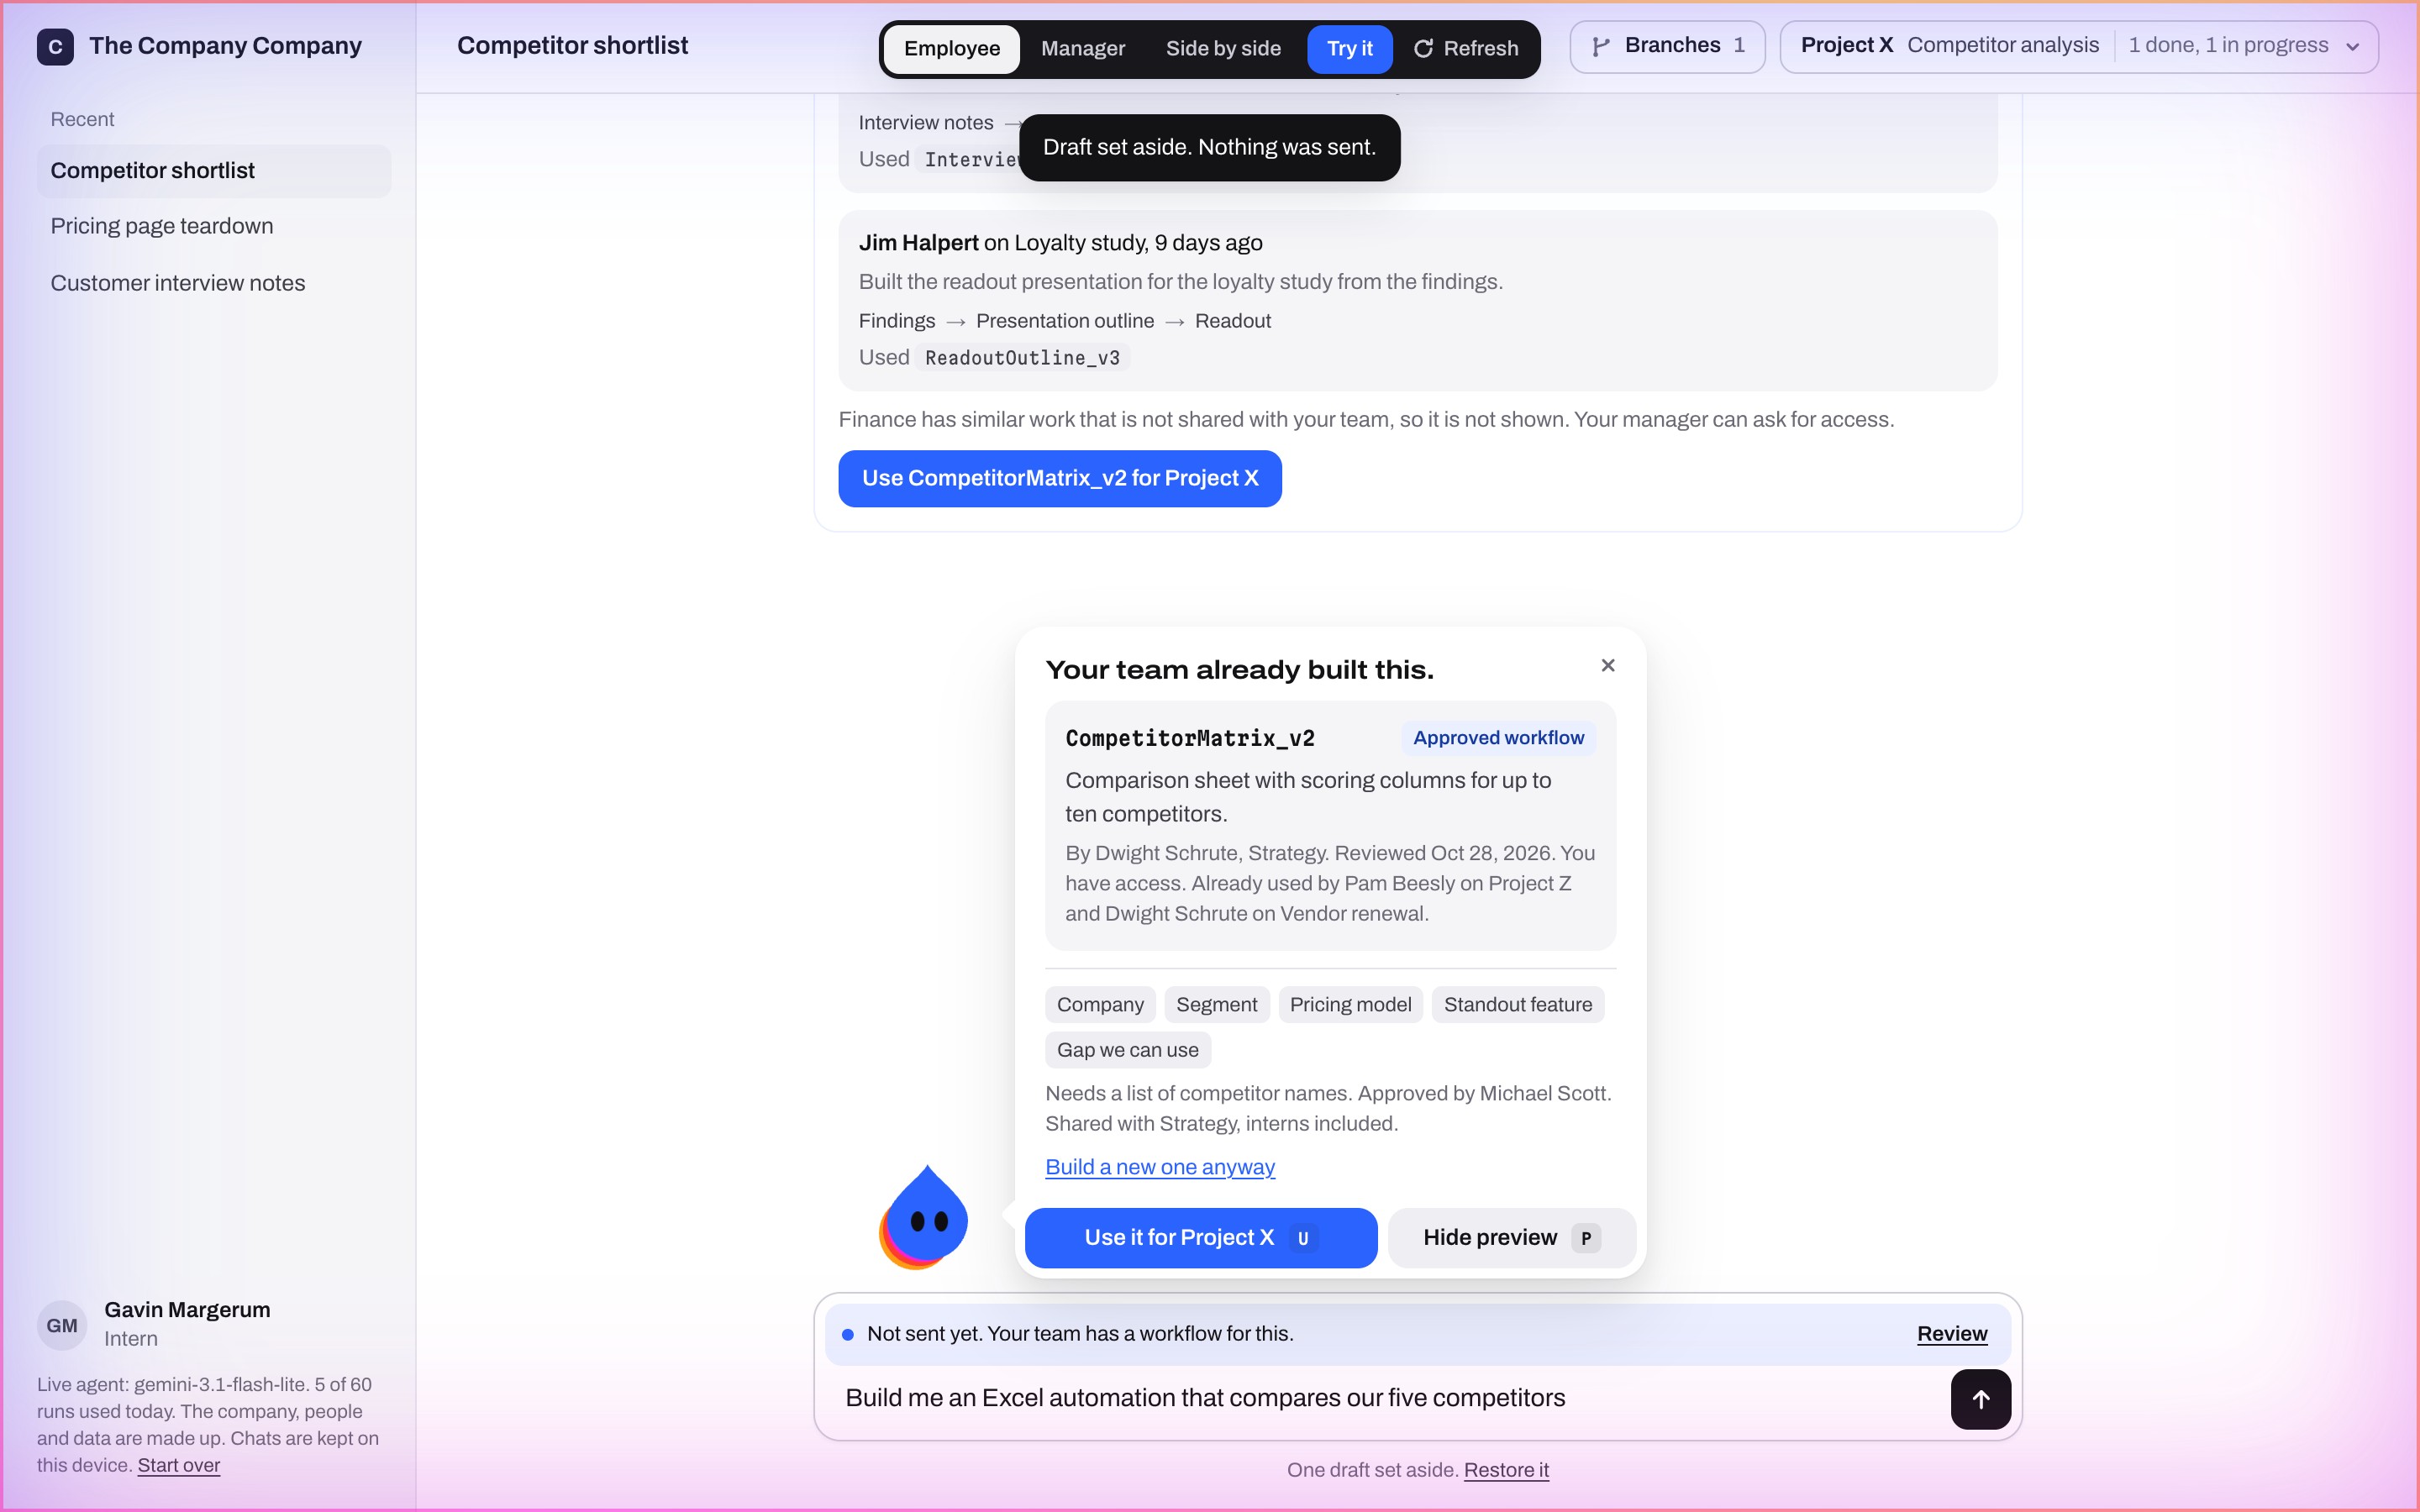 C The Company Company
Competitor shortlist
Employee Manager Side by side Try it Refresh
Branches 1
Project X Competitor analysis 1 done, 1 in progress
Recent
Competitor shortlist
Pricing page teardown
Customer interview notes
Interview notes →
Used
Draft set aside. Nothing was sent.
Jim Halpert on Loyalty study, 9 days ago
Built the readout presentation for the loyalty study from the findings.
Findings → Presentation outline → Readout
Used ReadoutOutline_v3
Finance has similar work that is not shared with your team, so it is not shown. Your manager can ask for access.
Use CompetitorMatrix_v2 for Project X
Your team already built this.
CompetitorMatrix_v2 Approved workflow
Comparison sheet with scoring columns for up to
ten competitors.
By Dwight Schrute, Strategy. Reviewed Oct 28, 2026. You
have access. Already used by Pam Beesly on Project Z
and Dwight Schrute on Vendor renewal.
Company Segment Pricing model Standout feature
Gap we can use
Needs a list of competitor names. Approved by Michael Scott.
Shared with Strategy, interns included.
Build a new one anyway
Use it for Project X U Hide preview P
Not sent yet. Your team has a workflow for this. Review
Build me an Excel automation that compares our five competitors
One draft set aside. Restore it
GM Gavin Margerum
Intern
Live agent: gemini-3.1-flash-lite. 5 of 60
runs used today. The company, people
and data are made up. Chats are kept on
this device. Start over